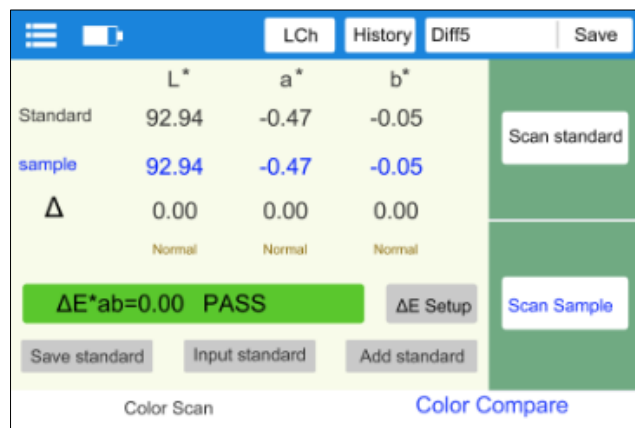 LCh History Diff5 Save
L* a* b*
Standard 92.94 -0.47 -0.05
Scan standard
sample 92.94 -0.47 -0.05
Δ 0.00 0.00 0.00
Normal Normal Normal
ΔE*ab=0.00 PASS ΔE Setup Scan Sample
Save standard Input standard Add standard
Color Scan Color Compare